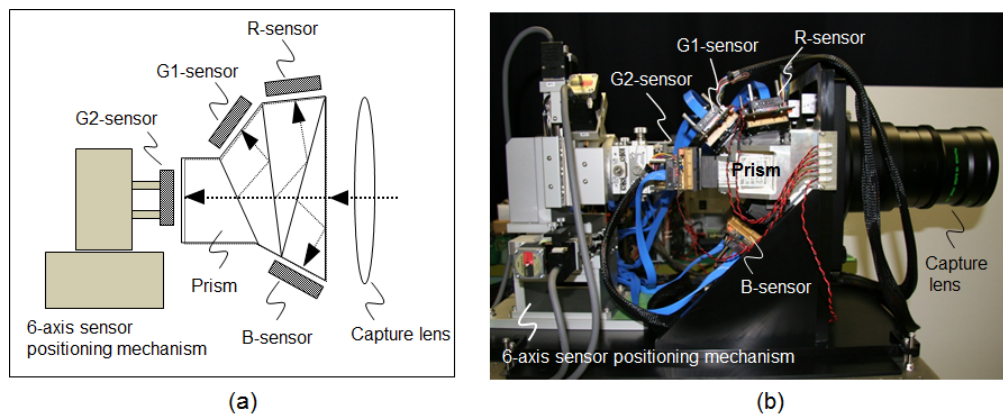 R-sensor
G1-sensor
G2-sensor
Prism
B-sensor
Capture lens
6-axis sensor
positioning mechanism
(a)
R-sensor
G1-sensor
G2-sensor
Prism
B-sensor
Capture
lens
6-axis sensor positioning mechanism
(b)